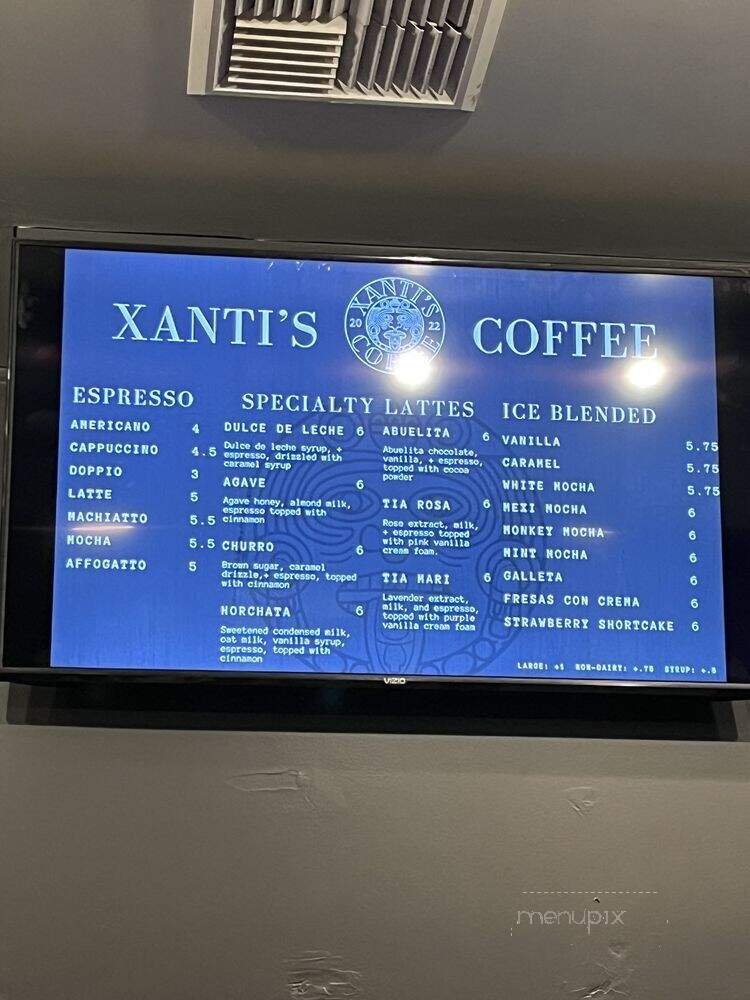 XANTI'S
XANTI'S
20 22
COFFEE
COFFEE
ESPRESSO
AMERICANO 4
CAPPUCCINO 4.5
DOPPIO 3
LATTE 5
MACHIATTO 5.5
MOCHA 5.5
AFFOGATTO 5
SPECIALTY LATTES
DULCE DE LECHE 6
Dulce de leche syrup, +
espresso, drizzled with
caramel syrup
AGAVE 6
Agave honey, almond milk,
espresso topped with
cinnamon
CHURRO 6
Brown sugar, caramel
drizzle,+ espresso, topped
with cinnamon
HORCHATA 6
Sweetened condensed milk,
oat milk, vanilla syrup,
espresso, topped with
cinnamon
ABUELITA 6
Abuelita chocolate,
vanilla, + espresso,
topped with cocoa
powder
TIA ROSA 6
Rose extract, milk,
+ espresso topped
with pink vanilla
cream foam.
TIA MARI 6
Lavender extract,
milk, and espresso,
topped with purple
vanilla cream foam
ICE BLENDED
VANILLA 5.75
CARAMEL 5.75
WHITE MOCHA 5.75
MEXI MOCHA 6
MONKEY MOCHA 6
MINT MOCHA 6
GALLETA 6
FRESAS CON CREMA 6
STRAWBERRY SHORTCAKE 6
LARGE: +1 NON-DAIRY: +.75 SYRUP: +.5
VIZIO
menupix